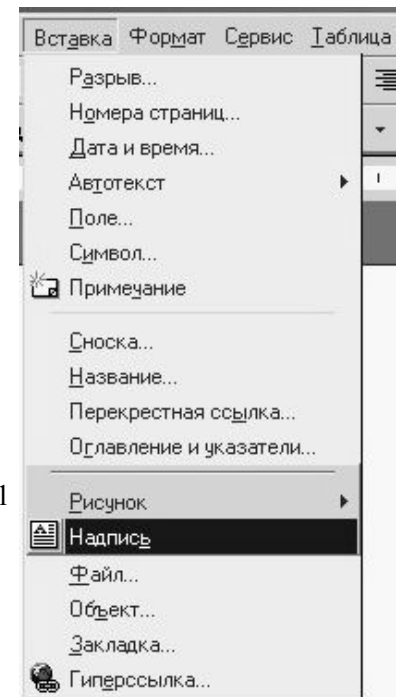 Вставка Формат Сервис Таблица
Разрыв...
Номера страниц...
Дата и время...
Автотекст
Поле...
Символ...
Примечание
Сноска...
Название...
Перекрестная ссылка...
Оглавление и указатели...
1
Рисунок
Надпись
Файл...
Объект...
Закладка...
Гиперссылка...